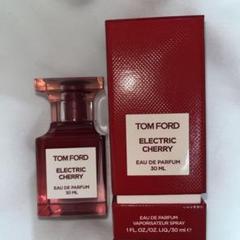 TOM FORD
ELECTRIC
CHERRY
EAU DE PARFUM
30 ML
TOM FORD
ELECTRIC
CHERRY
EAU DE PARFUM
30 ML
EAU DE PARFUM
VAPORISATEUR SPRAY
1 FL.OZ./OZ.LIQ./30 ml ℮